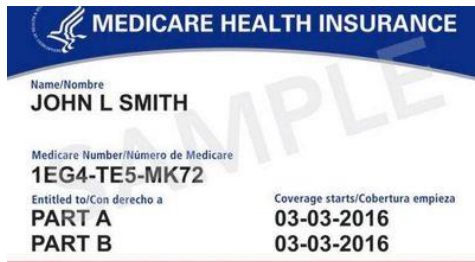 MEDICARE HEALTH INSURANCE
Name/Nombre
JOHN L SMITH
Medicare Number/Número de Medicare
1EG4-TE5-MK72
Entitled to/Con derecho a
Coverage starts/Cobertura empieza
PART A
03-03-2016
PART B
03-03-2016
SAMPLE